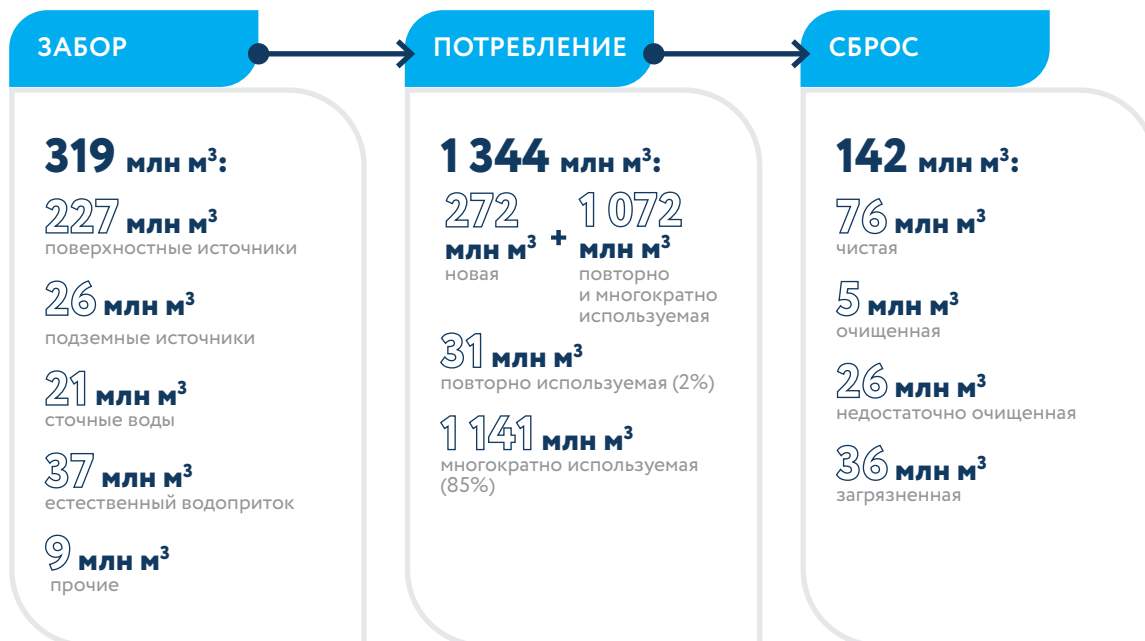 ЗАБОР
319 млн м³:
227 млн м³
поверхностные источники
26 млн м³
подземные источники
21 млн м³
сточные воды
37 млн м³
естественный водоприток
9 млн м³
прочие
ПОТРЕБЛЕНИЕ
1 344 млн м³:
272
млн м³
новая
+
1 072
млн м³
повторно
и многократно
используемая
31 млн м³
повторно используемая (2%)
1 141 млн м³
многократно используемая
(85%)
СБРОС
142 млн м³:
76 млн м³
чистая
5 млн м³
очищенная
26 млн м³
недостаточно очищенная
36 млн м³
загрязненная